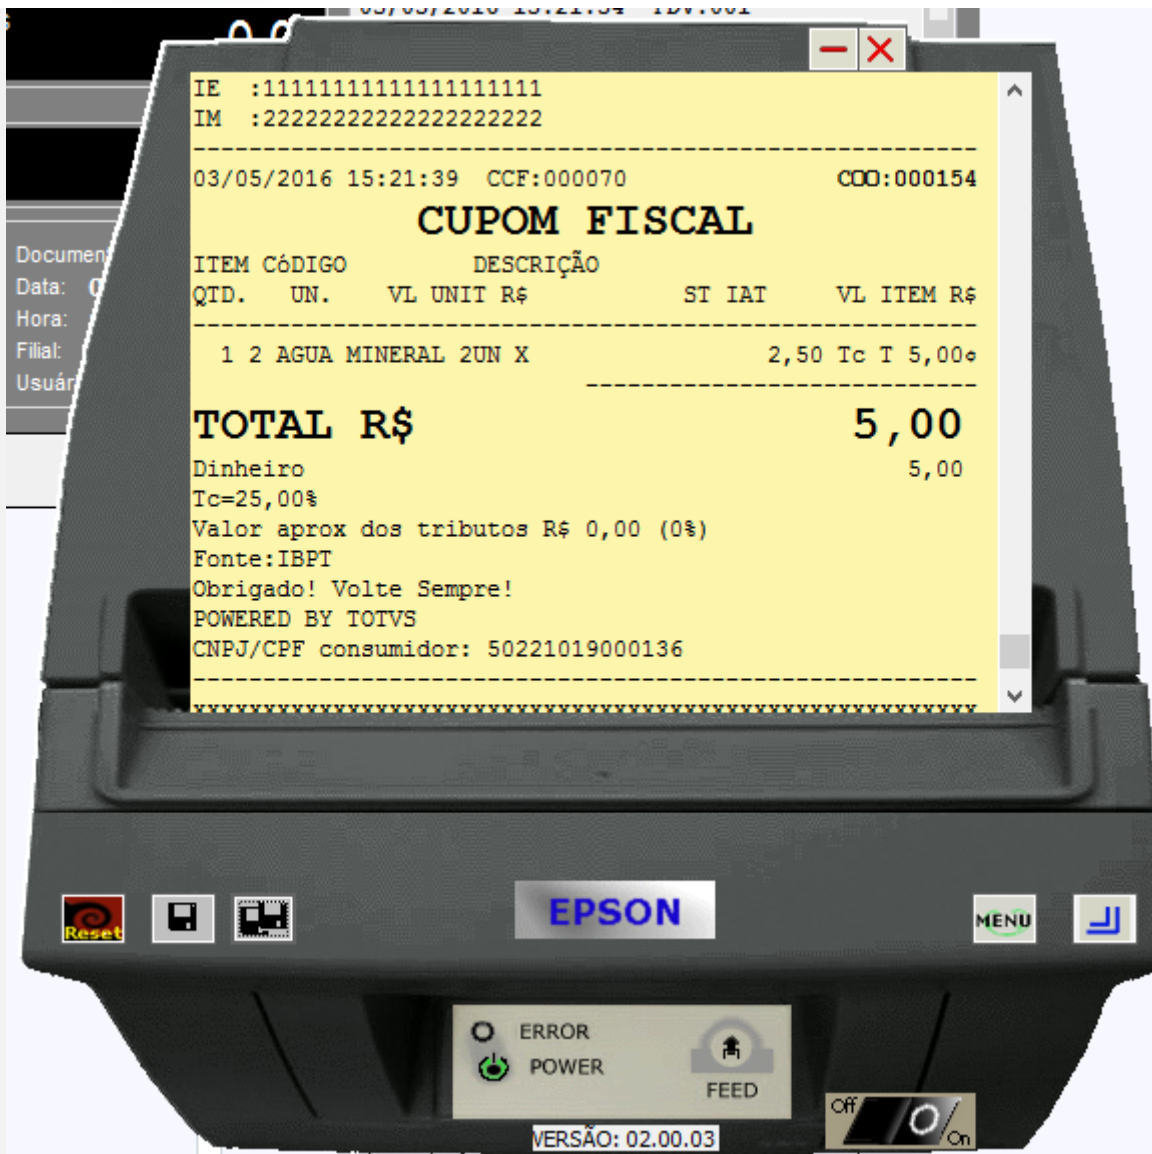 IE  :11111111111111111111
IM  :22222222222222222222
--------------------------------------------------------
03/05/2016 15:21:39  CCF:000070  COO:000154
CUPOM FISCAL
ITEM CóDIGO  DESCRIÇÃO
QTD.  UN.  VL UNIT R$  ST IAT  VL ITEM R$
--------------------------------------------------------
1 2 AGUA MINERAL 2UN X  2,50 Tc T 5,00¢
----------------------------
TOTAL R$  5,00
Dinheiro  5,00
Tc=25,00%
Valor aprox dos tributos R$ 0,00 (0%)
Fonte:IBPT
Obrigado! Volte Sempre!
POWERED BY TOTVS
CNPJ/CPF consumidor: 50221019000136
--------------------------------------------------------
Data:
Hora:
Filial:
Reset
EPSON
MENU
ERROR
POWER
FEED
Off
On
VERSÃO: 02.00.03